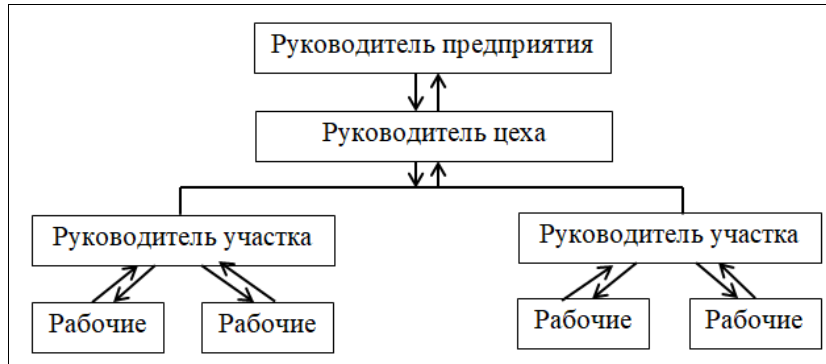 Руководитель предприятия
Руководитель цеха
Руководитель участка
Руководитель участка
Рабочие
Рабочие
Рабочие
Рабочие